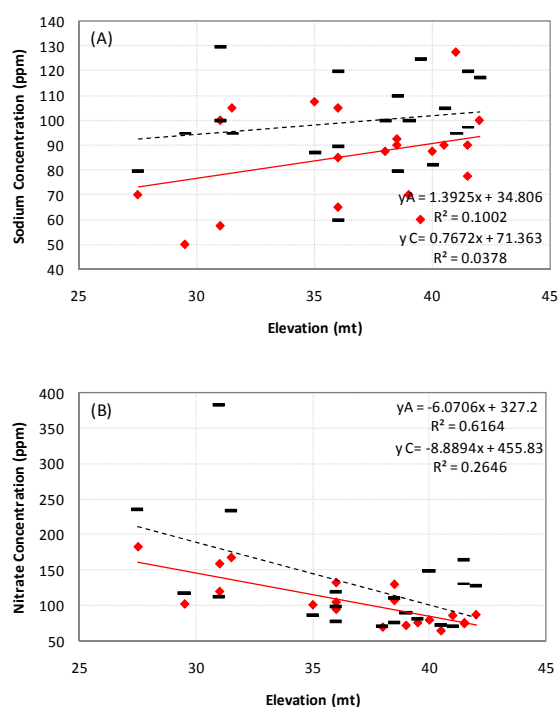 (A)
Sodium Concentration (ppm)
140
130
120
110
100
90
80
70
60
50
40
yA = 1.3925x + 34.806
R² = 0.1002
y C= 0.7672x + 71.363
R² = 0.0378
25 30 35 40 45
Elevation (mt)
(B)
Nitrate Concentration (ppm)
400
350
300
250
200
150
100
50
yA = -6.0706x + 327.2
R² = 0.6164
y C= -8.8894x + 455.83
R² = 0.2646
25 30 35 40 45
Elevation (mt)